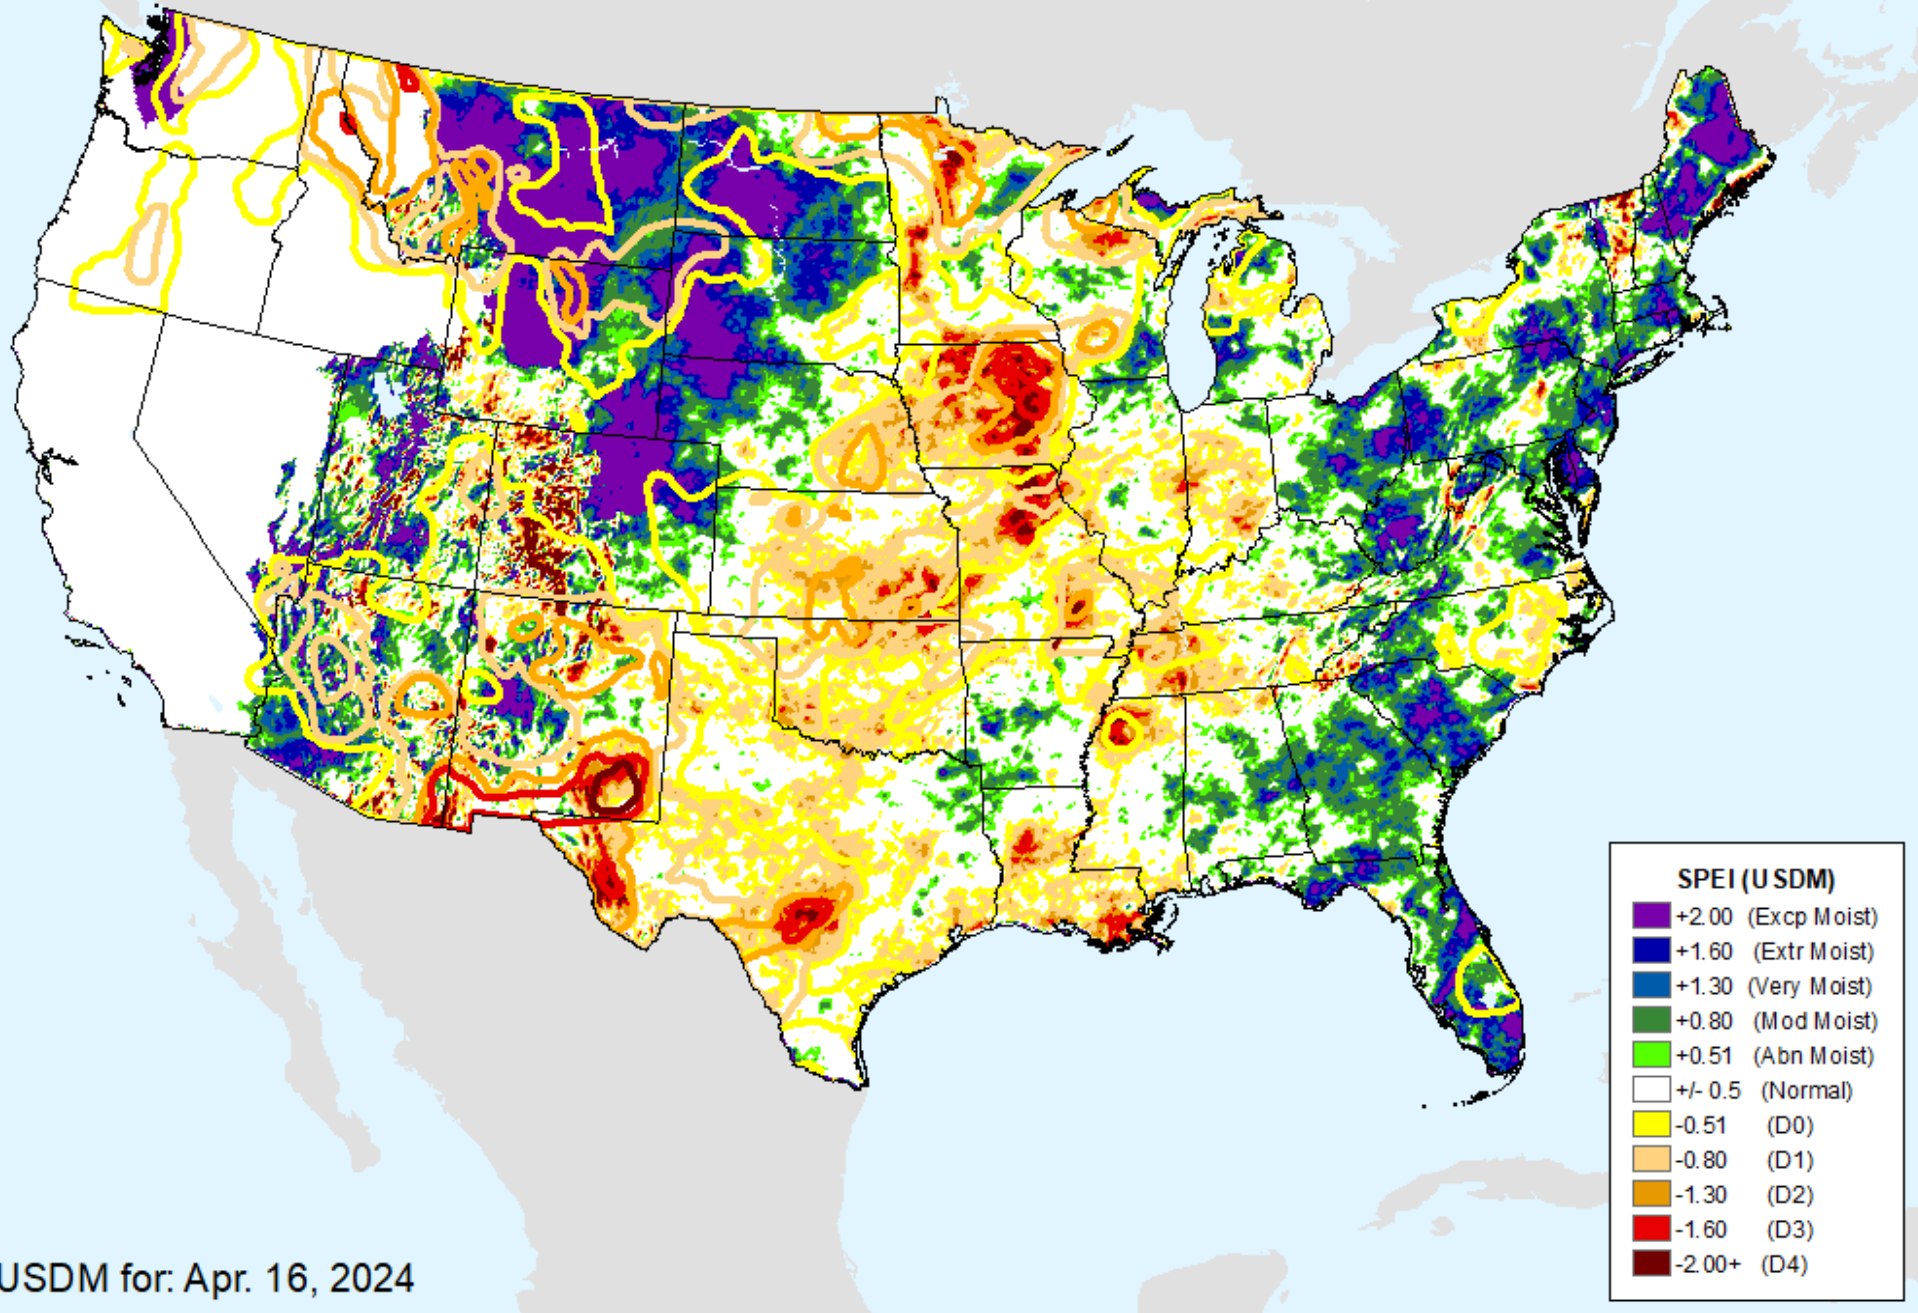 SPEI (USDM)
+2.00 (Excp Moist)
+1.60 (Extr Moist)
+1.30 (Very Moist)
+0.80 (Mod Moist)
+0.51 (Abn Moist)
+/- 0.5 (Normal)
-0.51 (D0)
-0.80 (D1)
-1.30 (D2)
-1.60 (D3)
-2.00+ (D4)
USDM for: Apr. 16, 2024